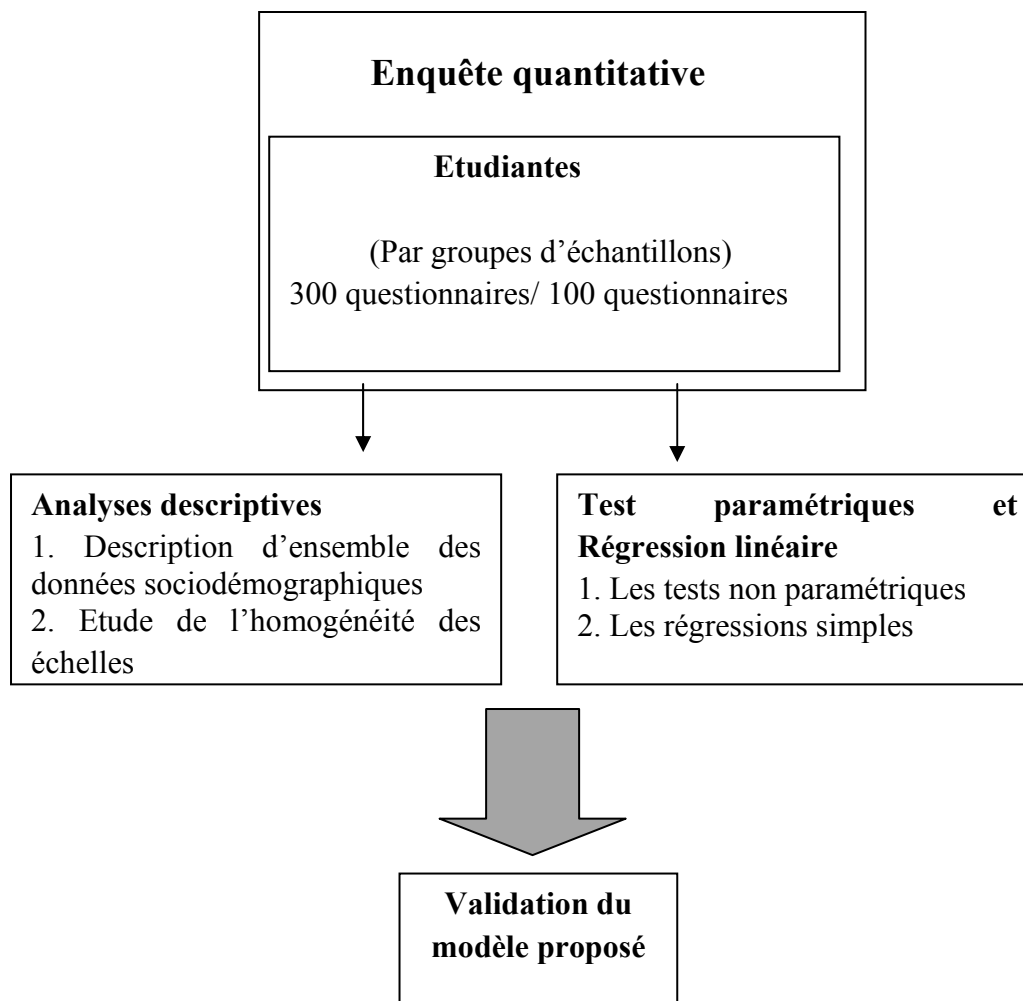 Enquête quantitative
Etudiantes
(Par groupes d’échantillons)
300 questionnaires/ 100 questionnaires
Analyses descriptives
1. Description d’ensemble des
données sociodémographiques
2. Etude de l’homogénéité des
échelles
Test paramétriques et
Régression linéaire
1. Les tests non paramétriques
2. Les régressions simples
Validation du
modèle proposé